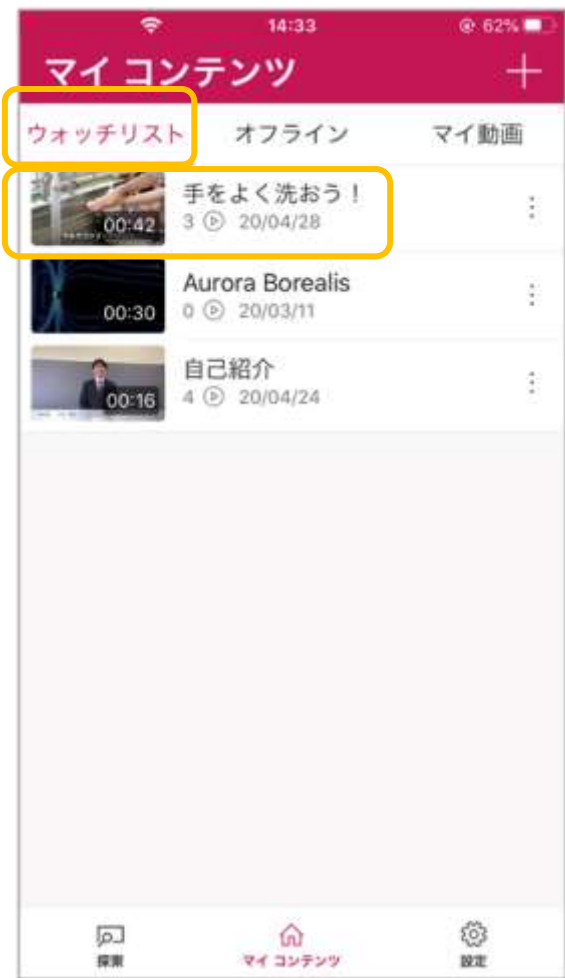 14:33 62%
マイ コンテンツ
ウォッチリスト オフライン マイ動画
手をよく洗おう！
00:42 3 20/04/28
Aurora Borealis
00:30 0 20/03/11
自己紹介
00:16 4 20/04/24
探索 マイ コンテンツ 設定